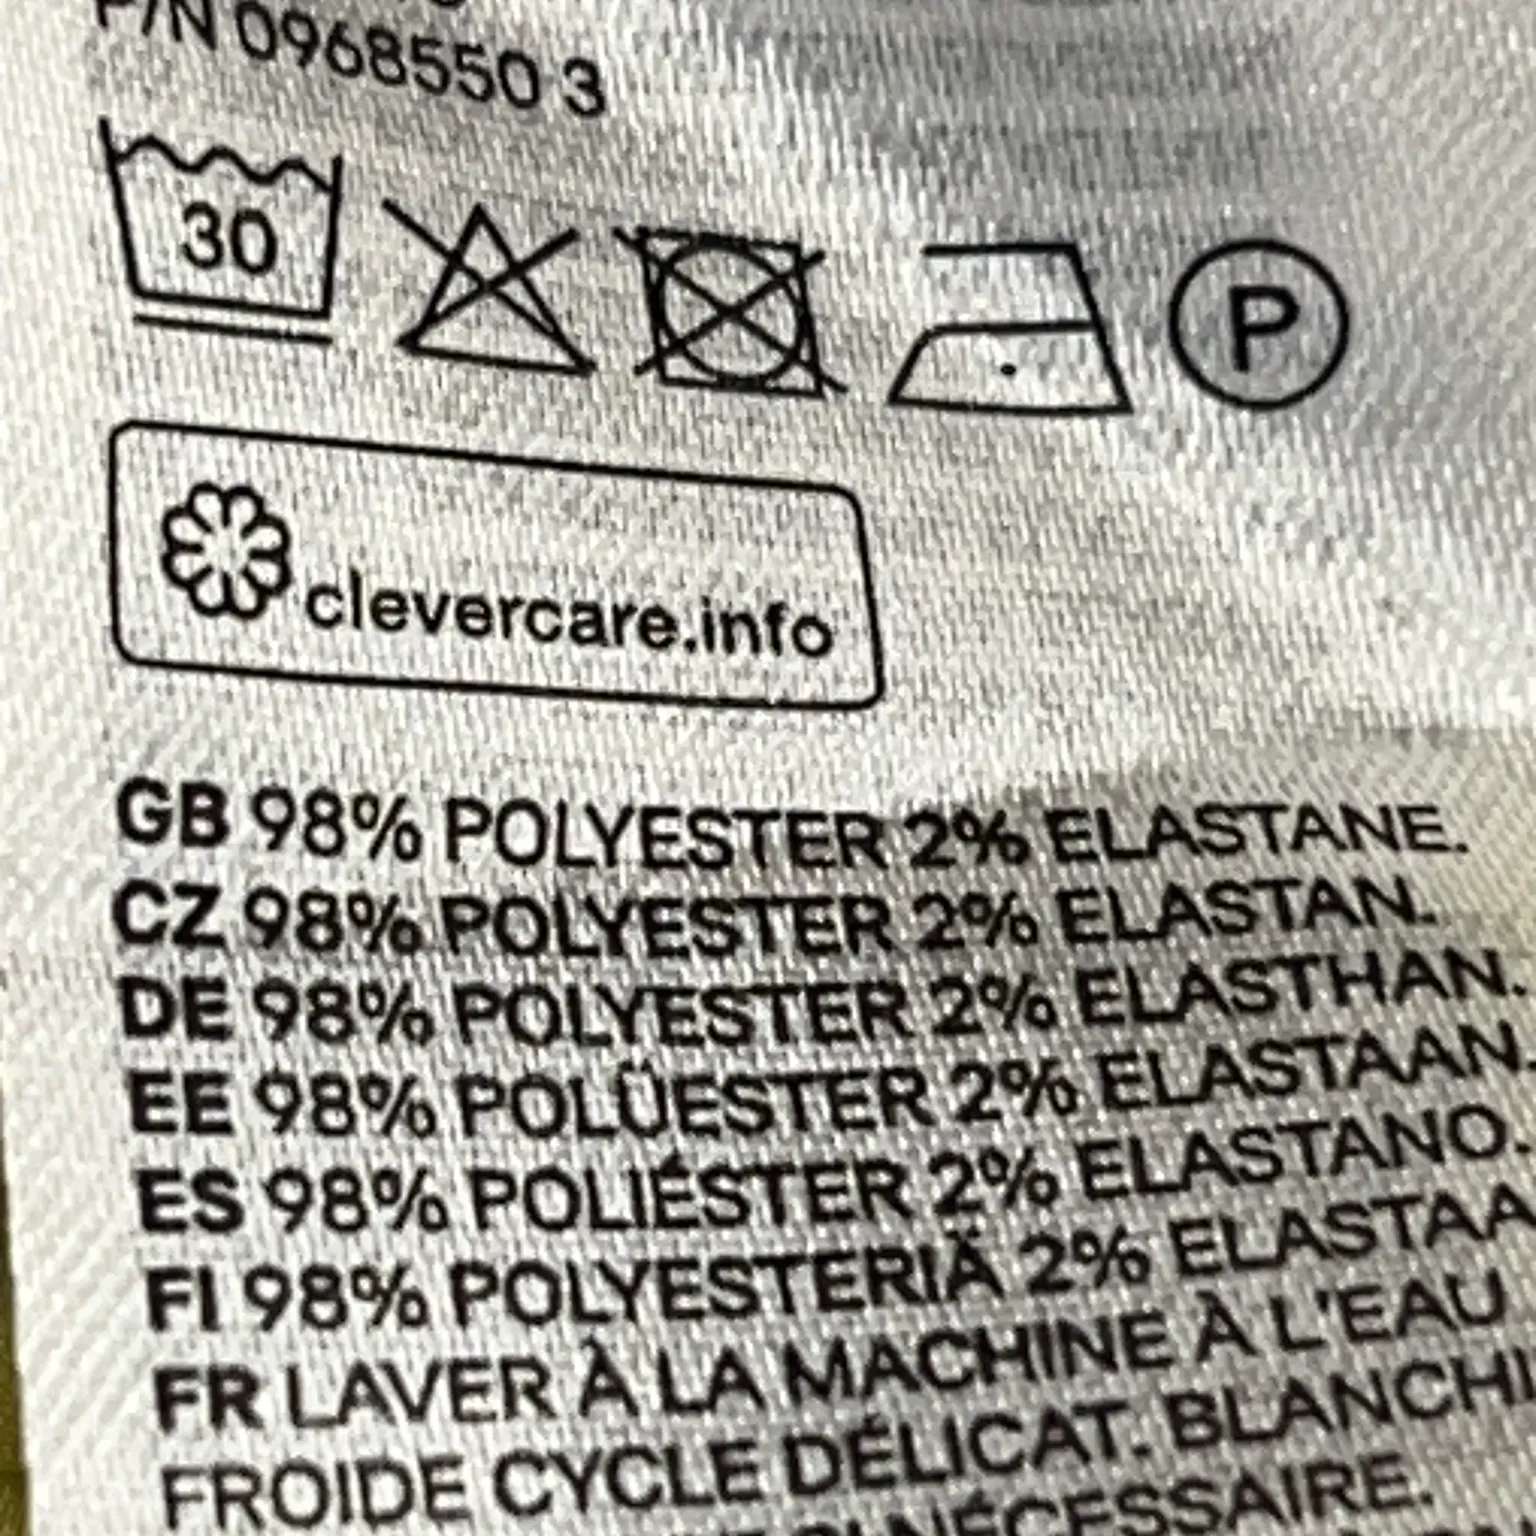 P/N 0968550 3
30
P
clevercare.info
GB 98% POLYESTER 2% ELASTANE.
CZ 98% POLYESTER 2% ELASTAN.
DE 98% POLYESTER 2% ELASTHAN.
EE 98% POLÜESTER 2% ELASTAAN.
ES 98% POLIÉSTER 2% ELASTANO.
FI 98% POLYESTERIÄ 2% ELASTAA
FR LAVER À LA MACHINE À L'EAU
FROIDE CYCLE DÉLICAT. BLANCHI
NÉCESSAIRE.